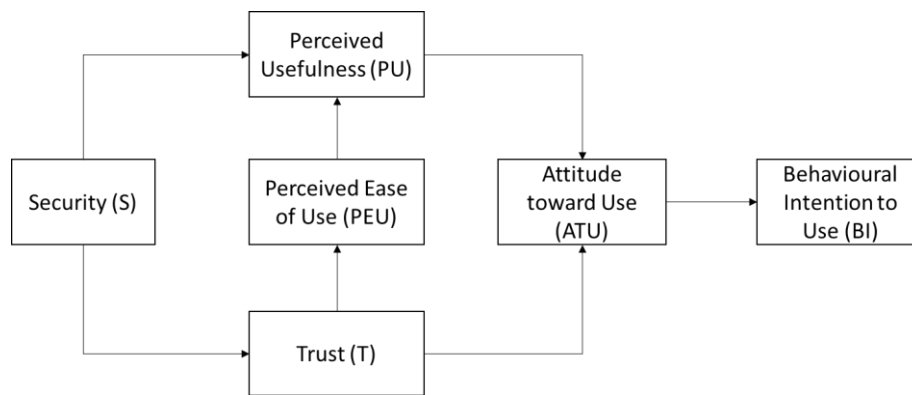 Perceived
Usefulness (PU)
Security (S)
Perceived Ease
of Use (PEU)
Attitude
toward Use
(ATU)
Behavioural
Intention to
Use (BI)
Trust (T)